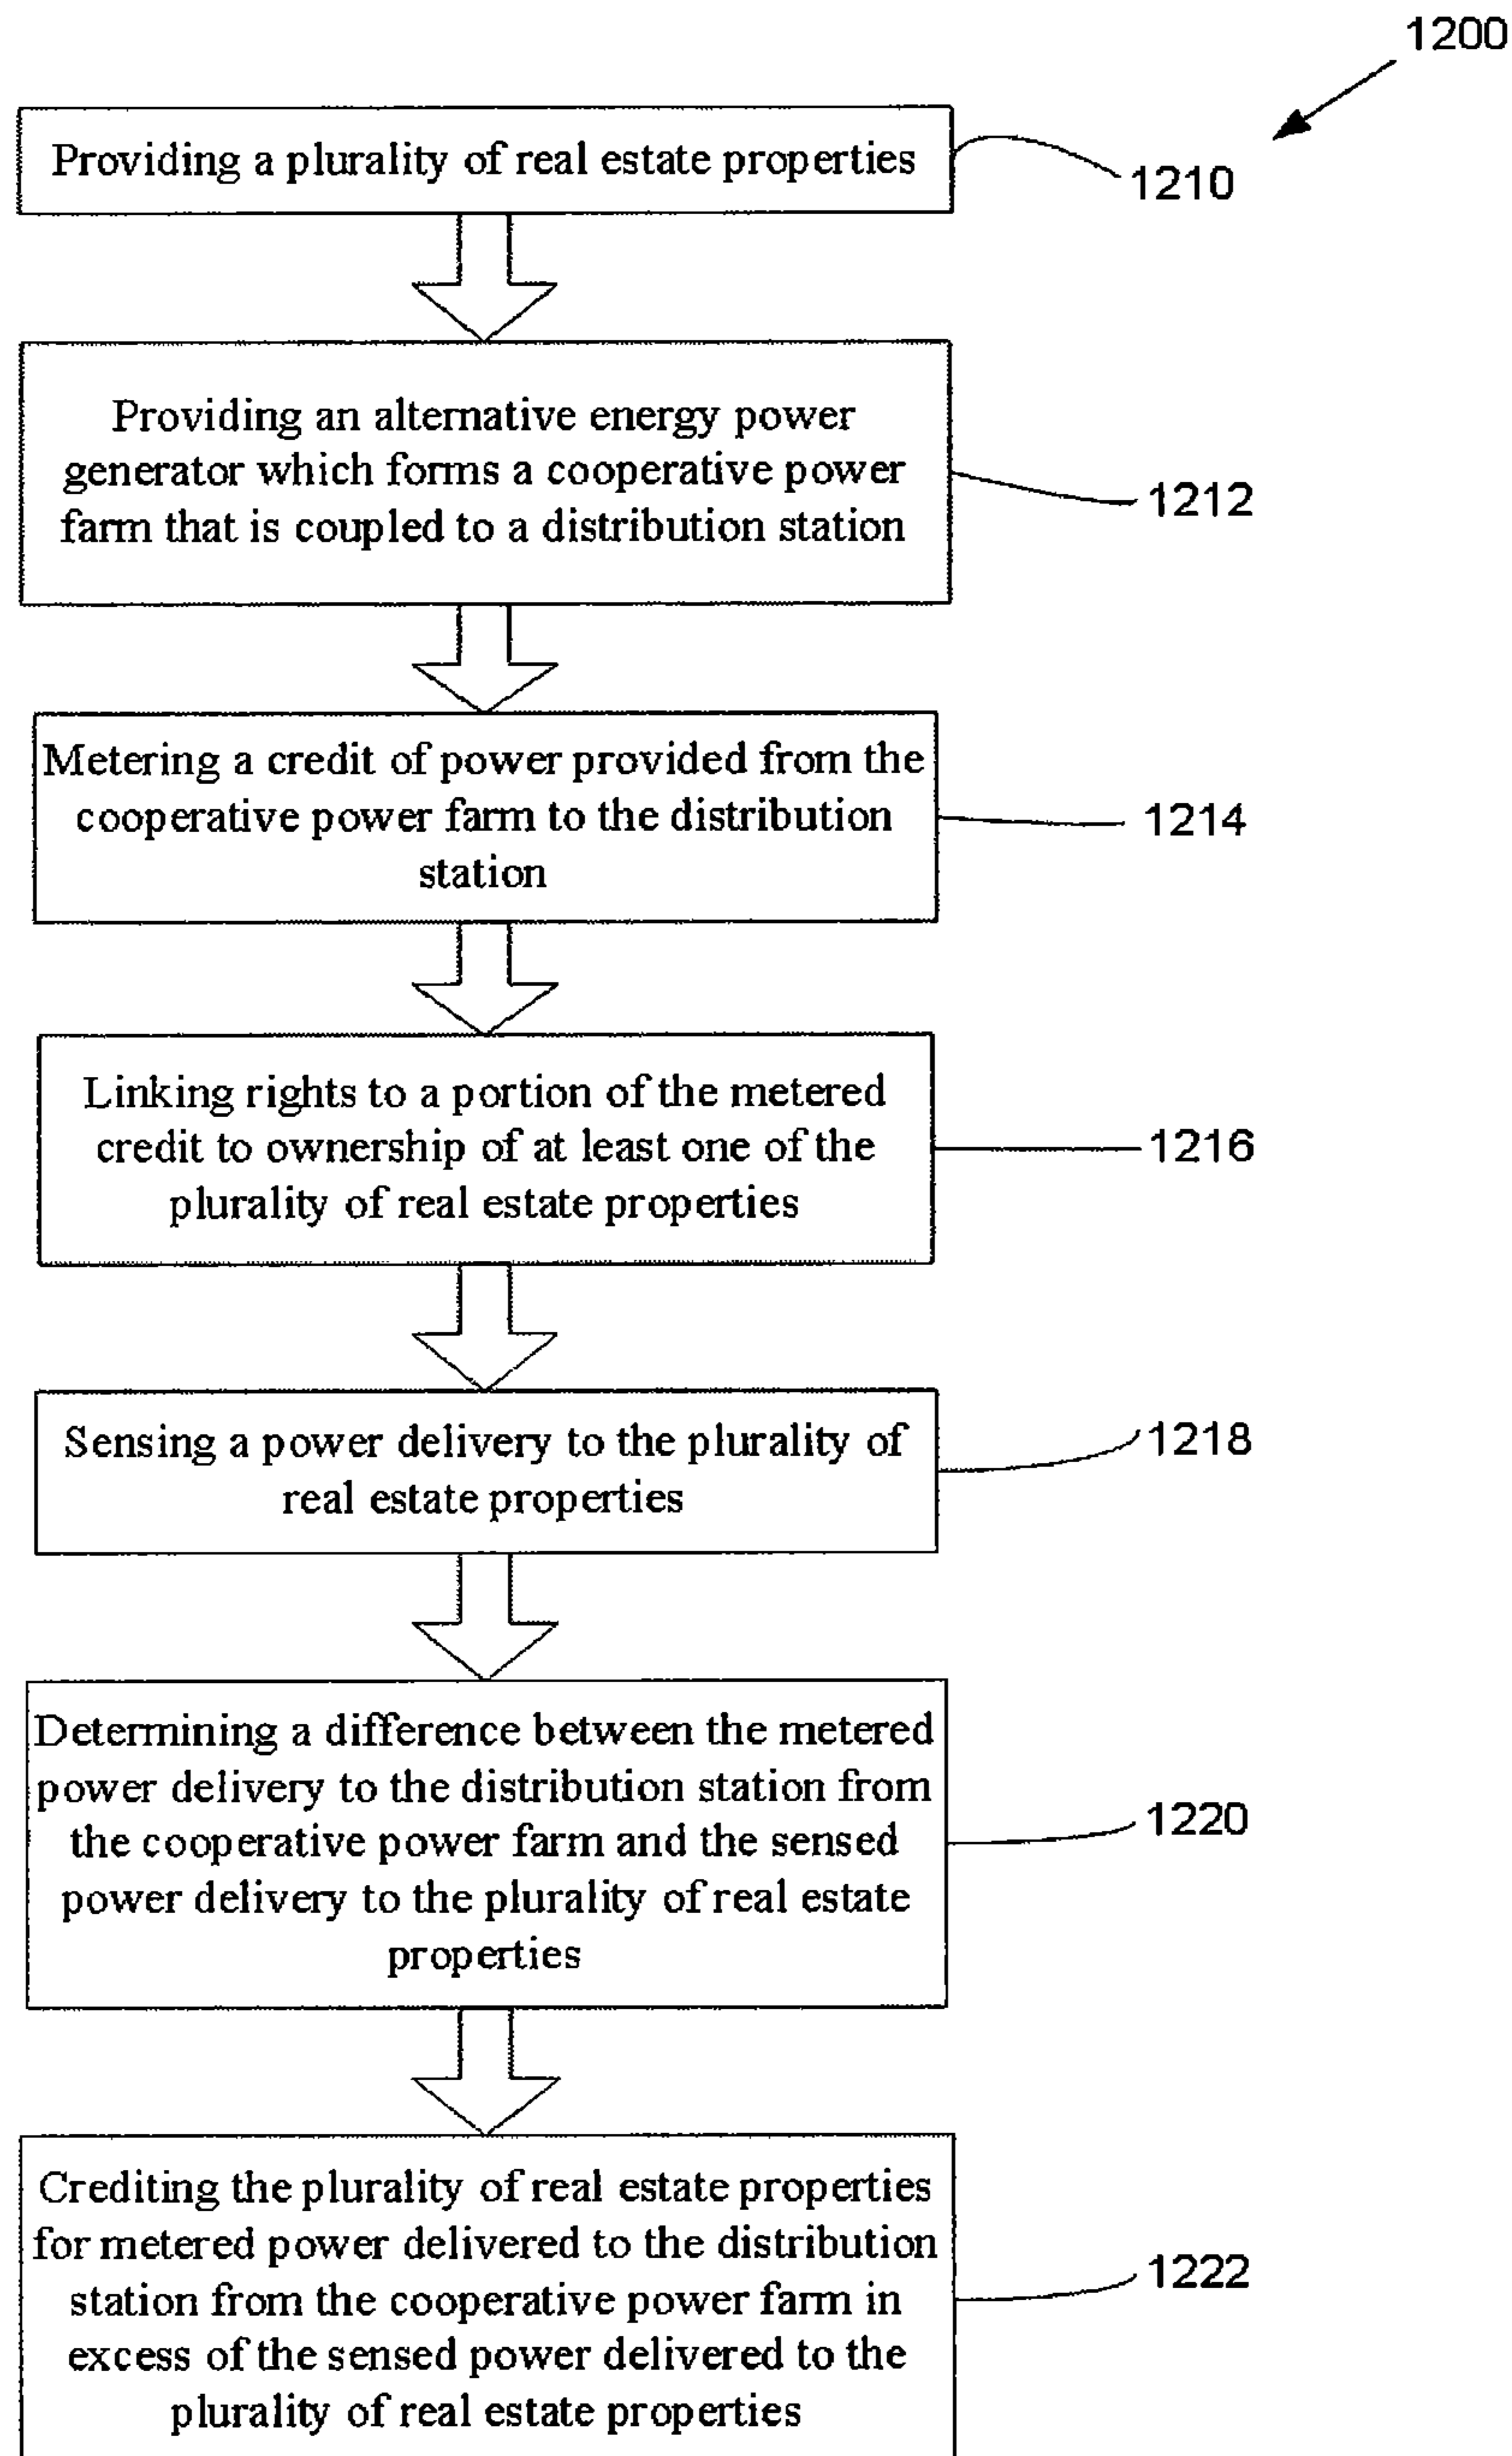 1200
Providing a plurality of real estate properties
1210
Providing an alternative energy power
generator which forms a cooperative power
farm that is coupled to a distribution station
1212
Metering a credit of power provided from the
cooperative power farm to the distribution
station
1214
Linking rights to a portion of the metered
credit to ownership of at least one of the
plurality of real estate properties
1216
Sensing a power delivery to the plurality of
real estate properties
1218
Determining a difference between the metered
power delivery to the distribution station from
the cooperative power farm and the sensed
power delivery to the plurality of real estate
properties
1220
Crediting the plurality of real estate properties
for metered power delivered to the distribution
station from the cooperative power farm in
excess of the sensed power delivered to the
plurality of real estate properties
1222